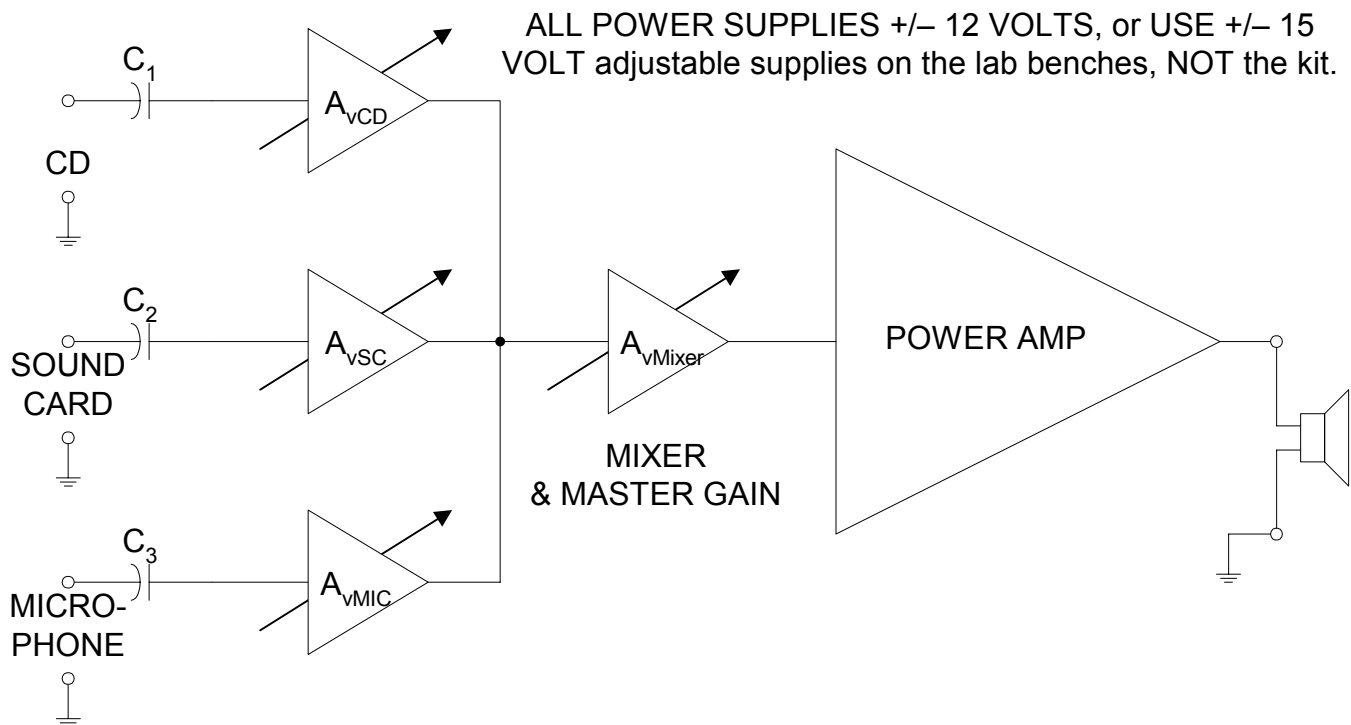 ALL POWER SUPPLIES +/– 12 VOLTS, or USE +/– 15
VOLT adjustable supplies on the lab benches, NOT the kit.
C1
AvCD
CD
C2
AvSC
AvMixer
POWER AMP
SOUND
CARD
MIXER
& MASTER GAIN
C3
AvMIC
MICRO-
PHONE